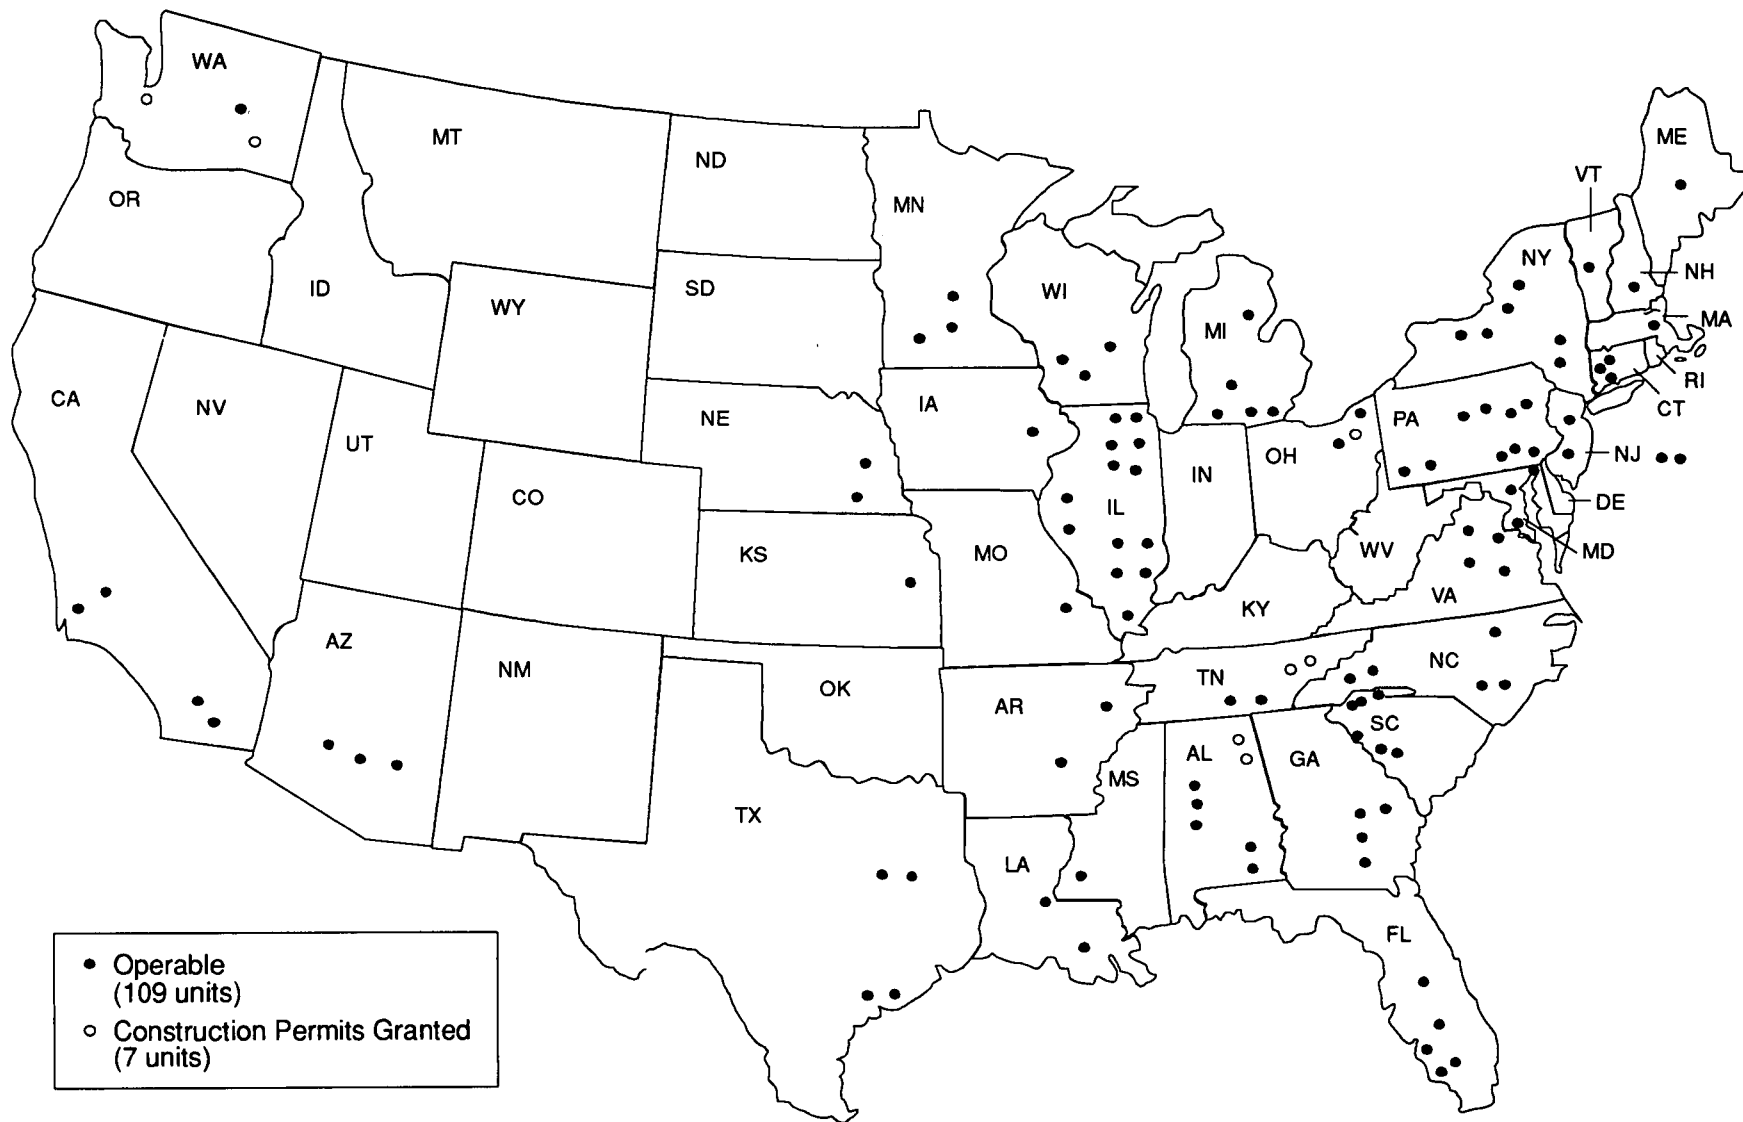 WA
MT
ND
MN
ME
VT
OR
NY
ID
WY
SD
WI
MI
NH
MA
RI
CT
CA
NV
UT
NE
IA
PA
OH
IN
NJ
CO
IL
DE
KS
MO
WV
MD
KY
VA
AZ
NM
OK
TN
NC
AR
SC
AL
GA
MS
TX
LA
FL
Operable
(109 units)
Construction Permits Granted
(7 units)